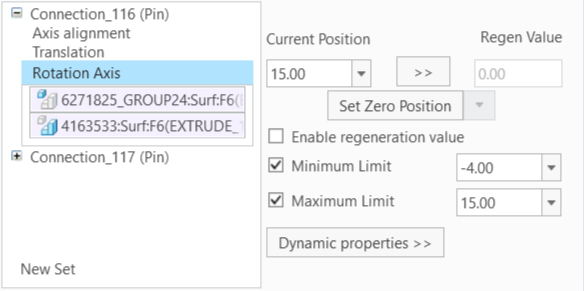 Connection_116 (Pin)
Axis alignment
Translation
Rotation Axis
6271825_GROUP24:Surf:F6(
4163533:Surf:F6(EXTRUDE_
Connection_117 (Pin)
New Set
Current Position
Regen Value
15.00
>>
0.00
Set Zero Position
Enable regeneration value
Minimum Limit
-4.00
Maximum Limit
15.00
Dynamic properties >>